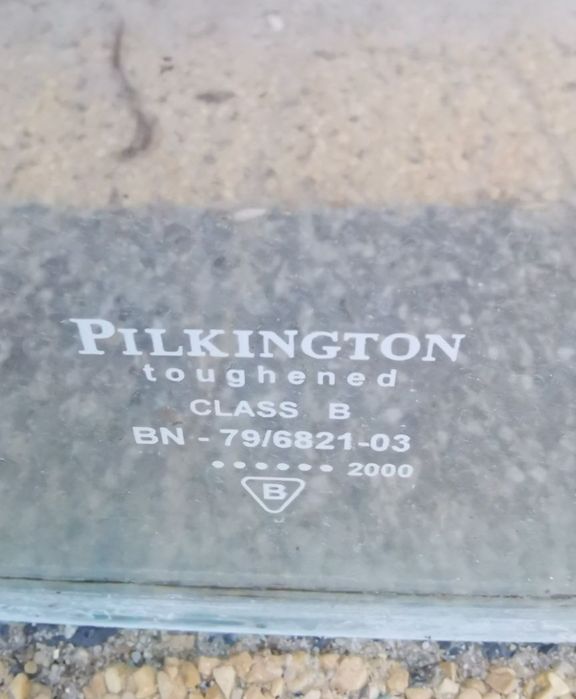 PILKINGTON
toughened
CLASS B
BN - 79/6821-03
•••••• 2000
B